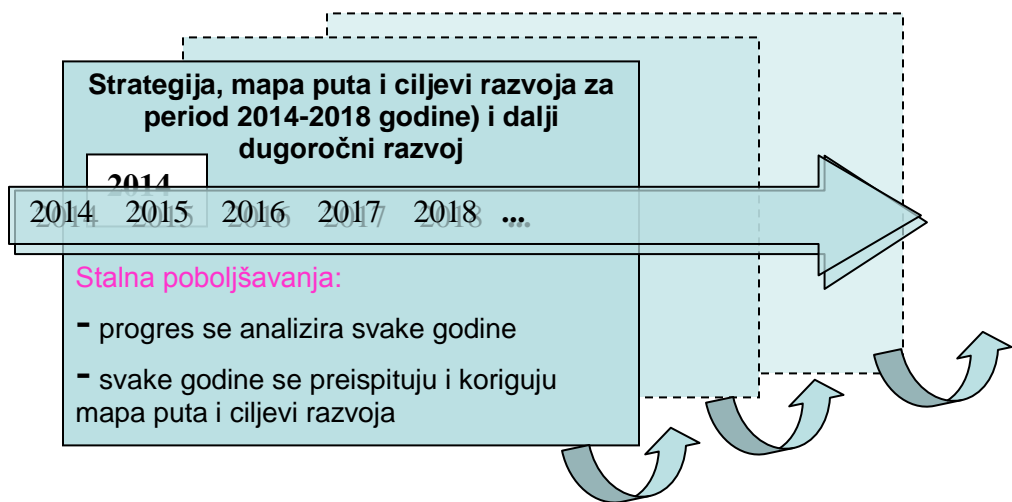 Strategija, mapa puta i ciljevi razvoja za
period 2014-2018 godine) i dalji
dugoročni razvoj
2014
2014 2015 2016 2017 2018 ...
Stalna poboljšavanja:
- progres se analizira svake godine
- svake godine se preispituju i koriguju
mapa puta i ciljevi razvoja